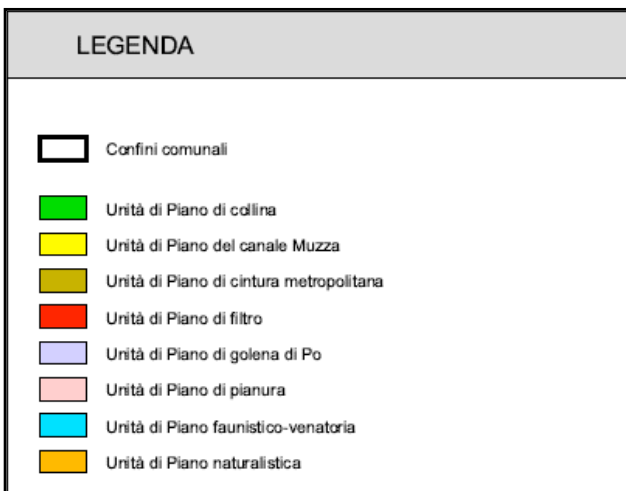 LEGENDA
Confini comunali
Unità di Piano di collina
Unità di Piano del canale Muzza
Unità di Piano di cintura metropolitana
Unità di Piano di filtro
Unità di Piano di golena di Po
Unità di Piano di pianura
Unità di Piano faunistico-venatoria
Unità di Piano naturalistica